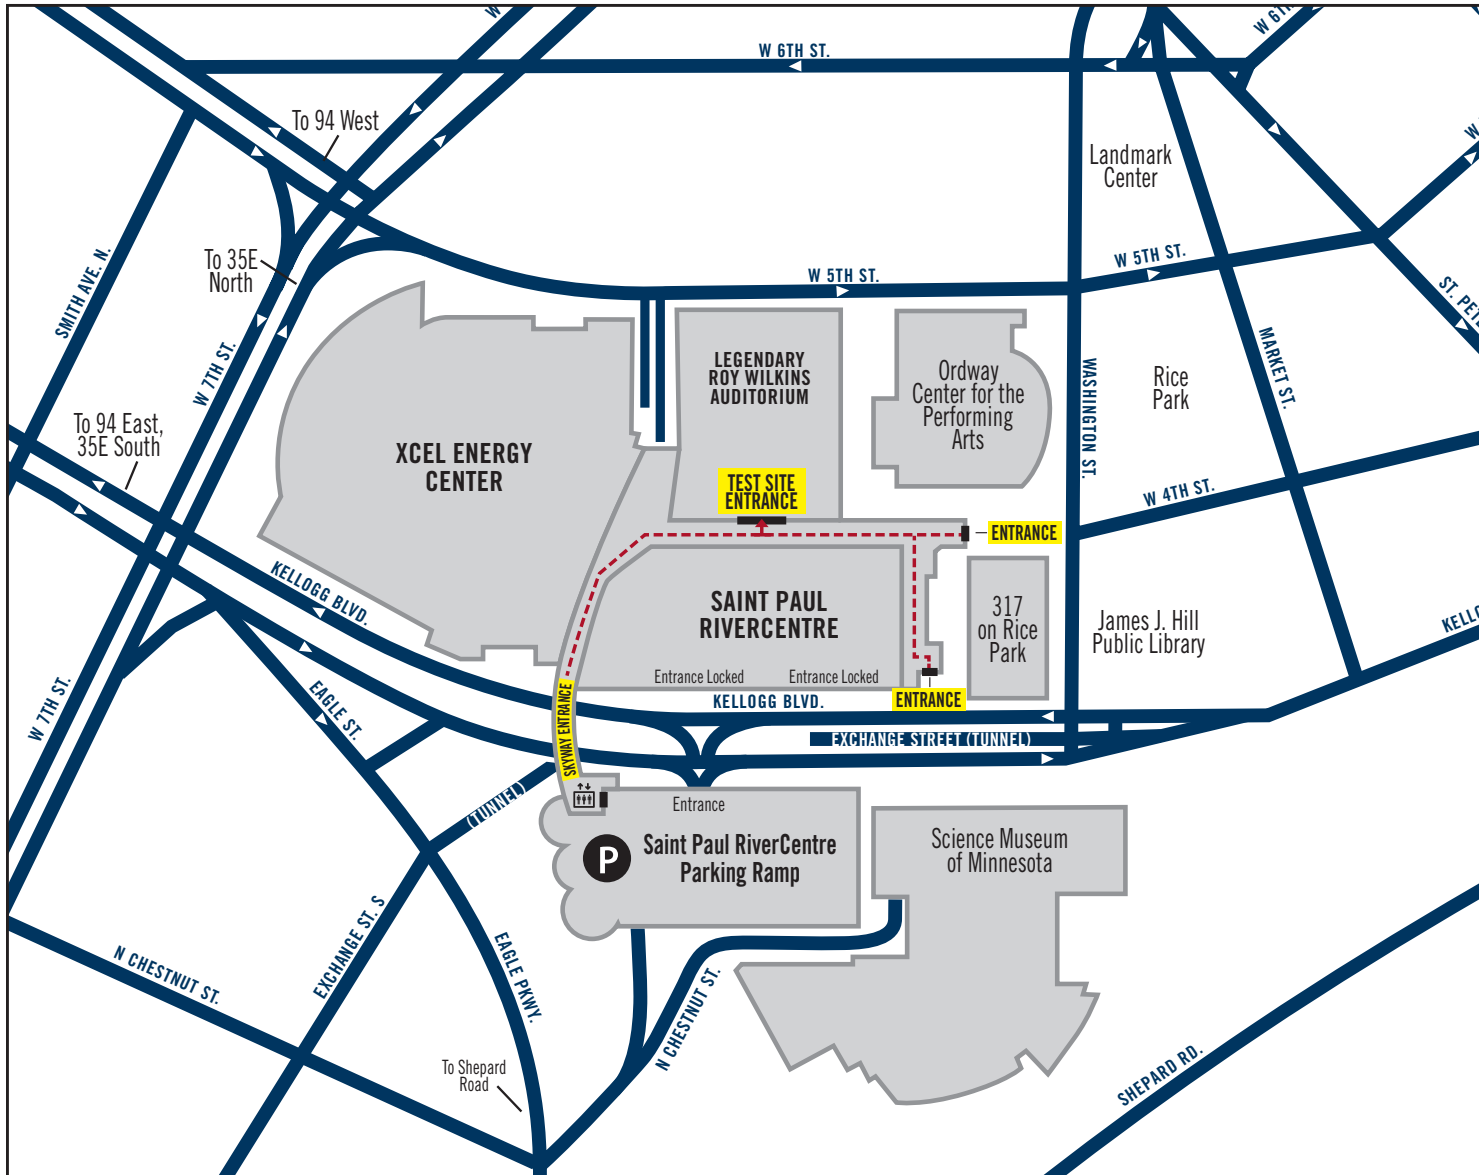 W 6TH ST.
W 6TH
To 94 West
Landmark
Center
To 35E
North
SMITH AVE. N.
W 7TH ST.
W 5TH ST.
W 5TH ST.
ST. PETE
MARKET ST.
WASHINGTON ST.
LEGENDARY
ROY WILKINS
AUDITORIUM
Ordway
Center for the
Performing
Arts
Rice
Park
To 94 East,
35E South
XCEL ENERGY
CENTER
TEST SITE
ENTRANCE
W 4TH ST.
ENTRANCE
KELLOGG BLVD.
SAINT PAUL
RIVERCENTRE
317
on Rice
Park
James J. Hill
Public Library
KELLO
Entrance Locked
Entrance Locked
KELLOGG BLVD.
ENTRANCE
SKYWAY ENTRANCE
W 7TH ST.
EAGLE ST.
EXCHANGE STREET (TUNNEL)
(TUNNEL)
Entrance
P
Saint Paul RiverCentre
Parking Ramp
Science Museum
of Minnesota
EXCHANGE ST. S
EAGLE PKWY.
N CHESTNUT ST.
N CHESTNUT ST.
To Shepard
Road
SHEPARD RD.